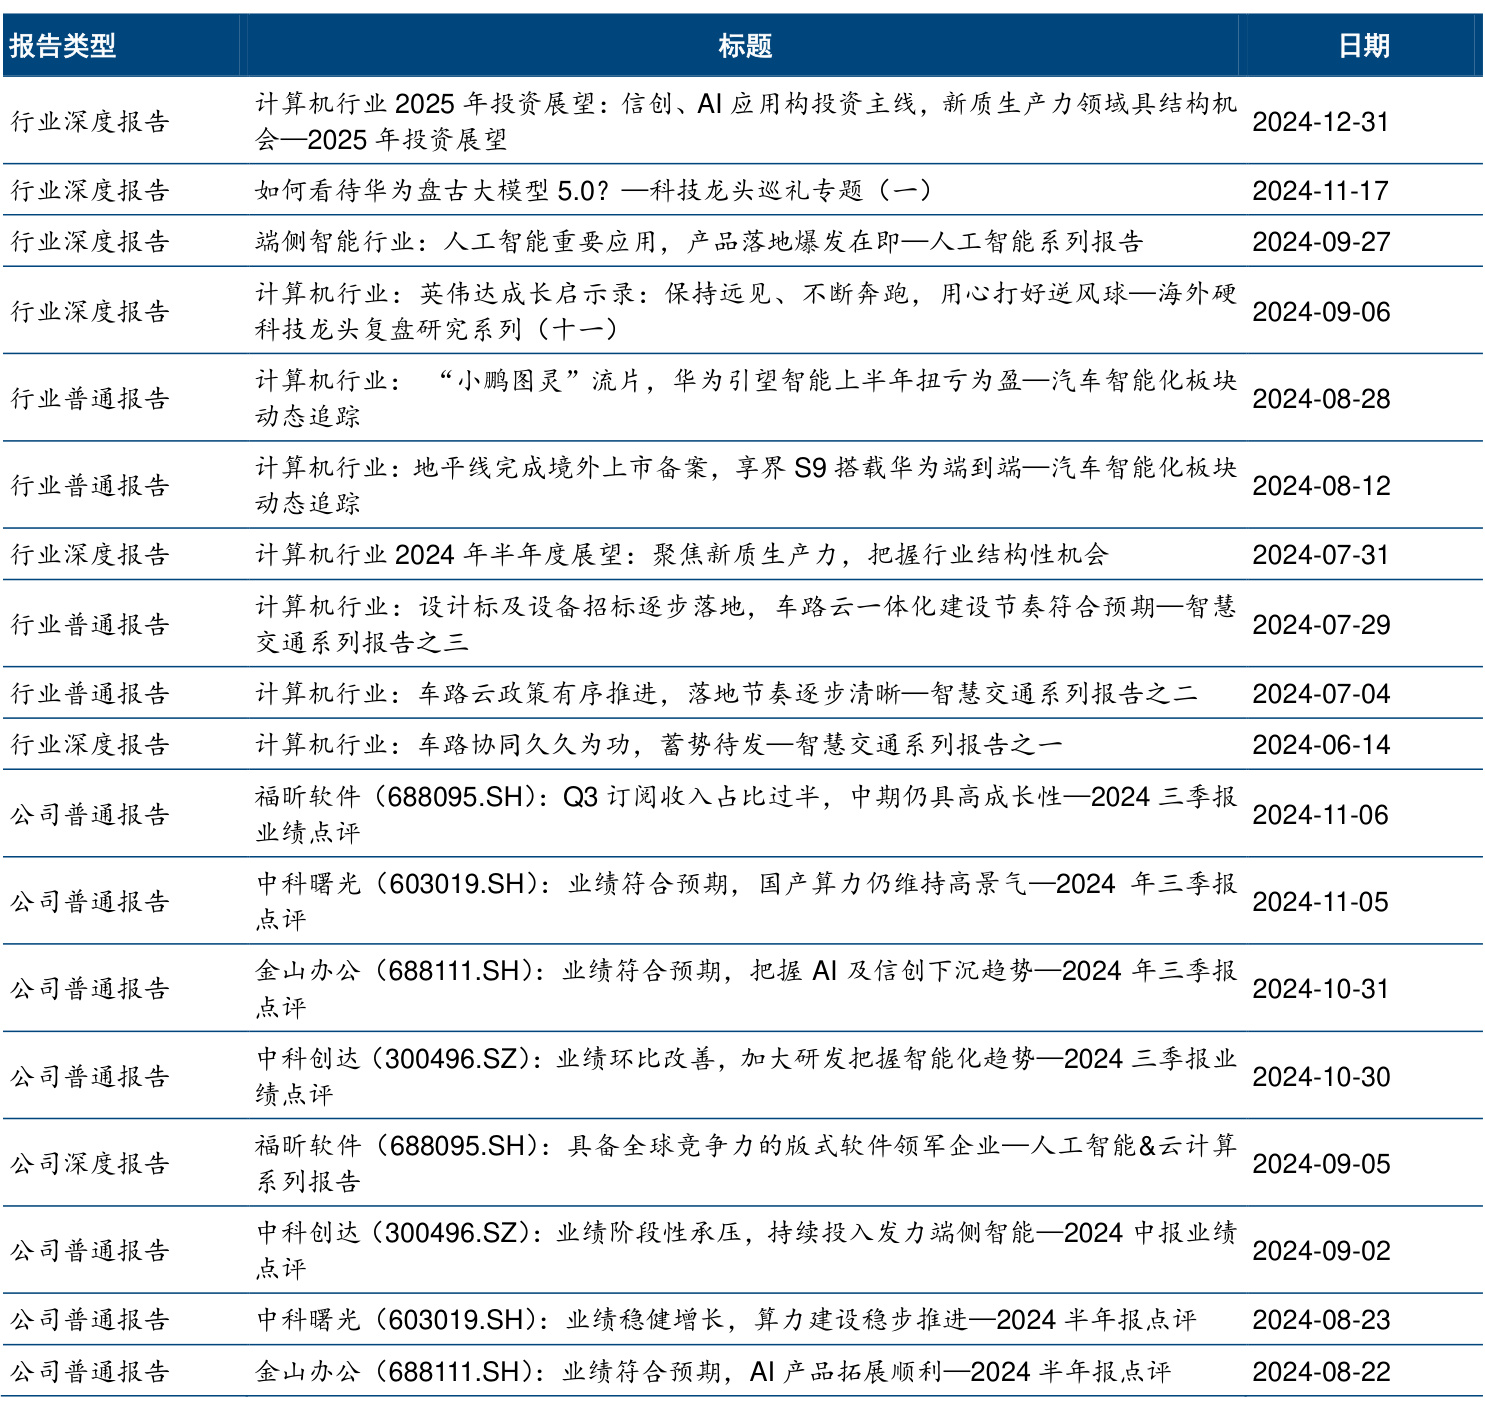 报告类型 标题 日期
行业深度报告 计算机行业 2025 年投资展望：信创、AI 应用构投资主线，新质生产力领域具结构机 2024-12-31
会—2025 年投资展望
行业深度报告 如何看待华为盘古大模型 5.0？—科技龙头巡礼专题（一） 2024-11-17
行业深度报告 端侧智能行业：人工智能重要应用，产品落地爆发在即—人工智能系列报告 2024-09-27
行业深度报告 计算机行业：英伟达成长启示录：保持远见、不断奔跑，用心打好逆风球—海外硬 2024-09-06
科技龙头复盘研究系列（十一）
行业普通报告 计算机行业： “小鹏图灵”流片，华为引望智能上半年扭亏为盈—汽车智能化板块 2024-08-28
动态追踪
行业普通报告 计算机行业：地平线完成境外上市备案，享界 S9 搭载华为端到端—汽车智能化板块 2024-08-12
动态追踪
行业深度报告 计算机行业 2024 年半年度展望：聚焦新质生产力，把握行业结构性机会 2024-07-31
行业普通报告 计算机行业：设计标及设备招标逐步落地，车路云一体化建设节奏符合预期—智慧 2024-07-29
交通系列报告之三
行业普通报告 计算机行业：车路云政策有序推进，落地节奏逐步清晰—智慧交通系列报告之二 2024-07-04
行业深度报告 计算机行业：车路协同久久为功，蓄势待发—智慧交通系列报告之一 2024-06-14
公司普通报告 福昕软件（688095.SH）：Q3 订阅收入占比过半，中期仍具高成长性—2024 三季报 2024-11-06
业绩点评
公司普通报告 中科曙光（603019.SH）：业绩符合预期，国产算力仍维持高景气—2024 年三季报 2024-11-05
点评
公司普通报告 金山办公（688111.SH）：业绩符合预期，把握 AI 及信创下沉趋势—2024 年三季报 2024-10-31
点评
公司普通报告 中科创达（300496.SZ）：业绩环比改善，加大研发把握智能化趋势—2024 三季报业 2024-10-30
绩点评
公司深度报告 福昕软件（688095.SH）：具备全球竞争力的版式软件领军企业—人工智能&云计算 2024-09-05
系列报告
公司普通报告 中科创达（300496.SZ）：业绩阶段性承压，持续投入发力端侧智能—2024 中报业绩 2024-09-02
点评
公司普通报告 中科曙光（603019.SH）：业绩稳健增长，算力建设稳步推进—2024 半年报点评 2024-08-23
公司普通报告 金山办公（688111.SH）：业绩符合预期，AI 产品拓展顺利—2024 半年报点评 2024-08-22